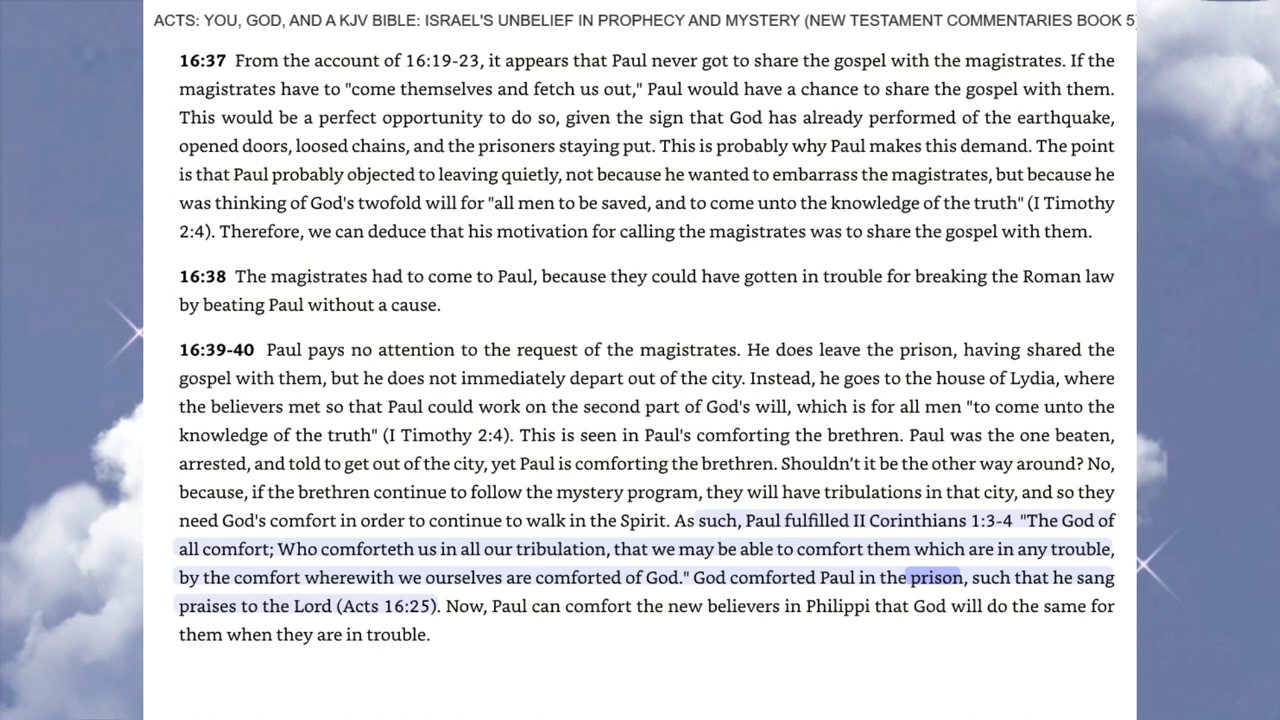 ACTS: YOU, GOD, AND A KJV BIBLE: ISRAEL'S UNBELIEF IN PROPHECY AND MYSTERY (NEW TESTAMENT COMMENTARIES BOOK 5)
16:37 From the account of 16:19-23, it appears that Paul never got to share the gospel with the magistrates. If the
magistrates have to "come themselves and fetch us out," Paul would have a chance to share the gospel with them.
This would be a perfect opportunity to do so, given the sign that God has already performed of the earthquake,
opened doors, loosed chains, and the prisoners staying put. This is probably why Paul makes this demand. The point
is that Paul probably objected to leaving quietly, not because he wanted to embarrass the magistrates, but because he
was thinking of God's twofold will for "all men to be saved, and to come unto the knowledge of the truth" (I Timothy
2:4). Therefore, we can deduce that his motivation for calling the magistrates was to share the gospel with them.
16:38 The magistrates had to come to Paul, because they could have gotten in trouble for breaking the Roman law
by beating Paul without a cause.
16:39-40 Paul pays no attention to the request of the magistrates. He does leave the prison, having shared the
gospel with them, but he does not immediately depart out of the city. Instead, he goes to the house of Lydia, where
the believers met so that Paul could work on the second part of God's will, which is for all men "to come unto the
knowledge of the truth" (I Timothy 2:4). This is seen in Paul's comforting the brethren. Paul was the one beaten,
arrested, and told to get out of the city, yet Paul is comforting the brethren. Shouldn't it be the other way around? No,
because, if the brethren continue to follow the mystery program, they will have tribulations in that city, and so they
need God's comfort in order to continue to walk in the Spirit. As such, Paul fulfilled II Corinthians 1:3-4 "The God of
all comfort; Who comforteth us in all our tribulation, that we may be able to comfort them which are in any trouble,
by the comfort wherewith we ourselves are comforted of God." God comforted Paul in the prison, such that he sang
praises to the Lord (Acts 16:25). Now, Paul can comfort the new believers in Philippi that God will do the same for
them when they are in trouble.